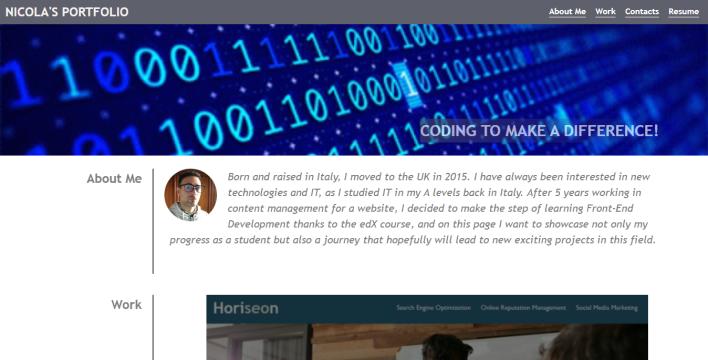 NICOLA'S PORTFOLIO
About Me Work Contacts Resume
CODING TO MAKE A DIFFERENCE!
About Me
Born and raised in Italy, I moved to the UK in 2015. I have always been interested in new
technologies and IT, as I studied IT in my A levels back in Italy. After 5 years working in
content management for a website, I decided to make the step of learning Front-End
Development thanks to the edX course, and on this page I want to showcase not only my
progress as a student but also a journey that hopefully will lead to new exciting projects in this field.
Work
Horiseon
Search Engine Optimization Online Reputation Management Social Media Marketing